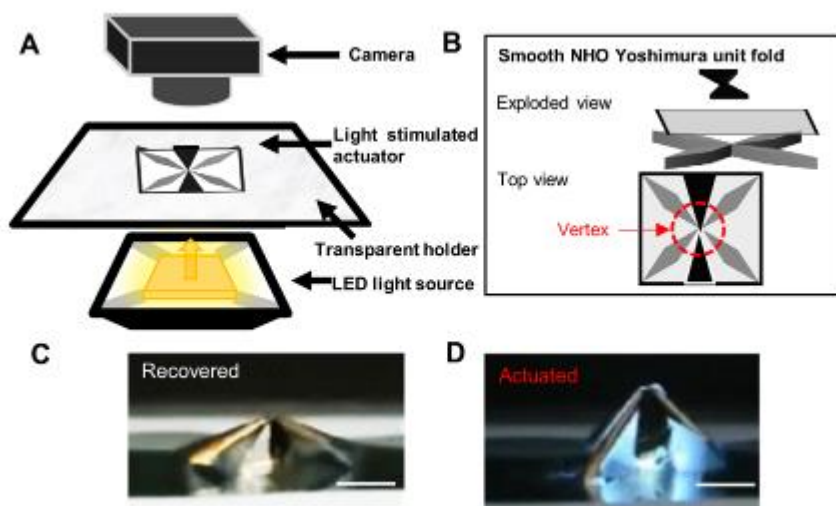 A
Camera
Light stimulated
actuator
Transparent holder
LED light source
B
Smooth NHO Yoshimura unit fold
Exploded view
Top view
Vertex
C
Recovered
D
Actuated